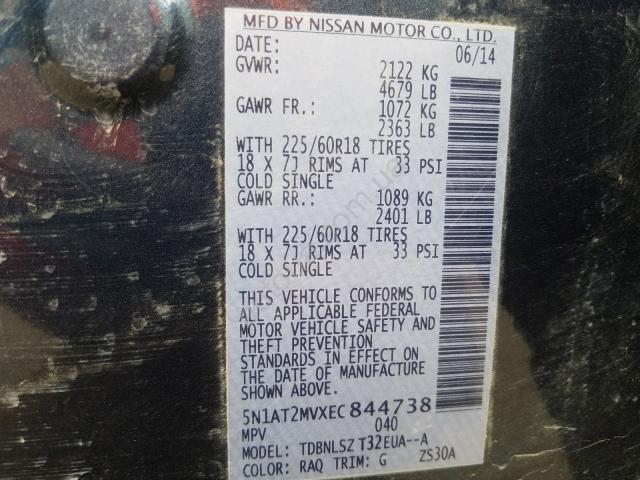 MFD BY NISSAN MOTOR CO., LTD.
DATE: 06/14
GVWR: 2122 KG
4679 LB
GAWR FR.: 1072 KG
2363 LB
WITH 225/60R18 TIRES
18 X 7J RIMS AT 33 PSI
COLD SINGLE
GAWR RR.: 1089 KG
2401 LB
WITH 225/60R18 TIRES
18 X 7J RIMS AT 33 PSI
COLD SINGLE
THIS VEHICLE CONFORMS TO
ALL APPLICABLE FEDERAL
MOTOR VEHICLE SAFETY AND
THEFT PREVENTION
STANDARDS IN EFFECT ON
THE DATE OF MANUFACTURE
SHOWN ABOVE.
5N1AT2MVXEC844738
MPV 040
MODEL: TDBNLSZ T32EUA--A
COLOR: RAQ TRIM: G ZS30A